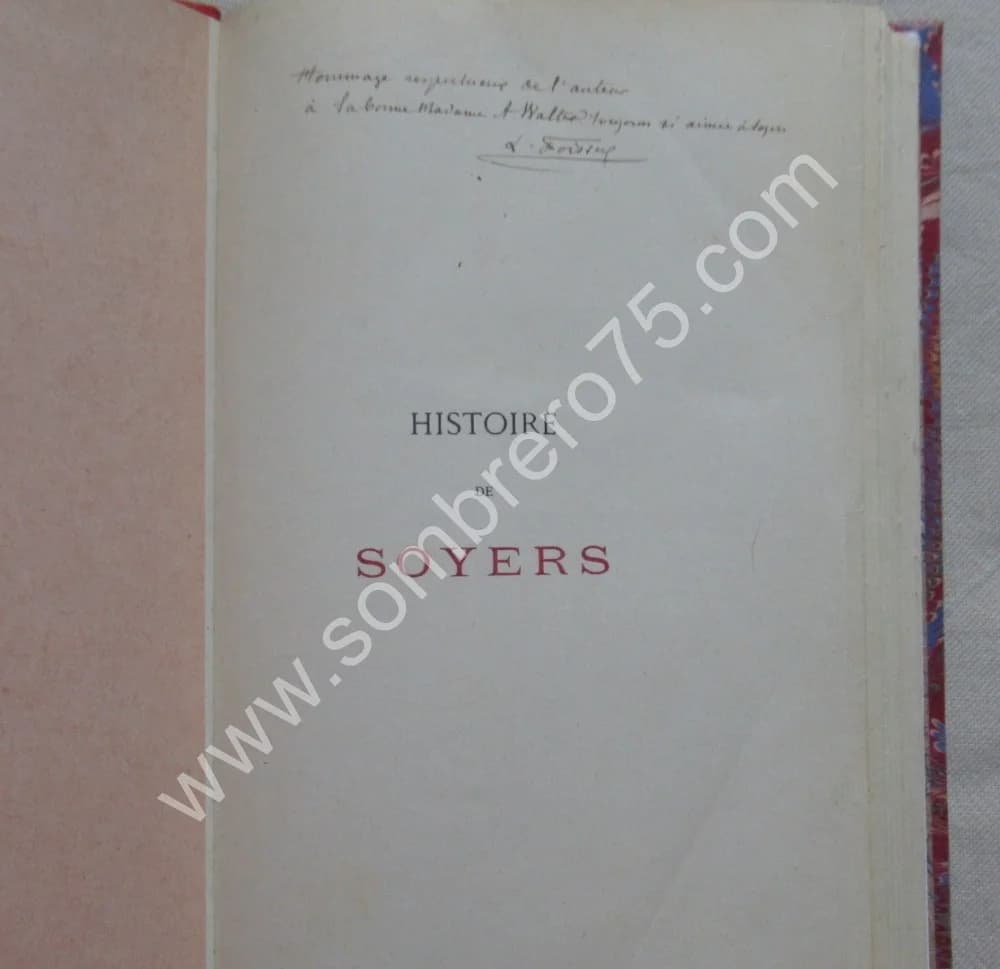 Hommage respectueux de l'auteur
à la bonne Madame A Walter toujours si aimée à Soyers
HISTOIRE
DE
SOYERS
www.sombrero75.com